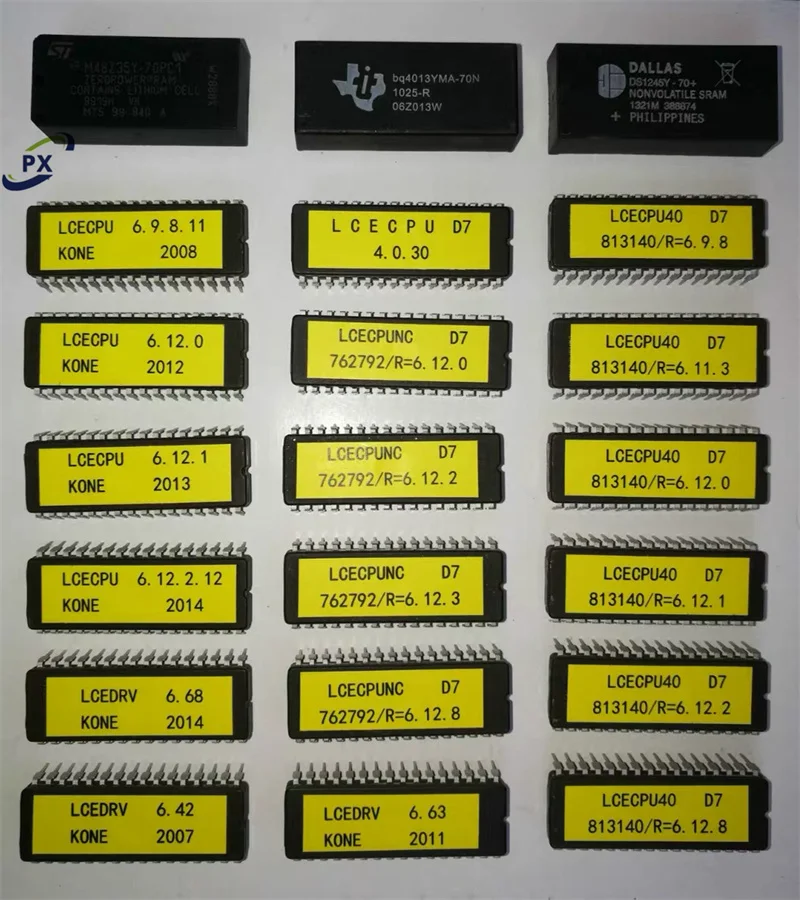 ST
M48Z35Y-70PC1
ZEROPOWER RAM
CONTAINS LITHIUM CELL
W2080K
bq4013YMA-70N
1025-R
06Z013W
DALLAS
DS1245Y-70+
NONVOLATILE SRAM
1321M 388874
+ PHILIPPINES
PX
LCECPU 6.9.8.11
KONE 2008
LCECPU D7
4.0.30
LCECPU40 D7
813140/R=6.9.8
LCECPU 6.12.0
KONE 2012
LCECPUNC D7
762792/R=6.12.0
LCECPU40 D7
813140/R=6.11.3
LCECPU 6.12.1
KONE 2013
LCECPUNC D7
762792/R=6.12.2
LCECPU40 D7
813140/R=6.12.0
LCECPU 6.12.2.12
KONE 2014
LCECPUNC D7
762792/R=6.12.3
LCECPU40 D7
813140/R=6.12.1
LCEDRV 6.68
KONE 2014
LCECPUNC D7
762792/R=6.12.8
LCECPU40 D7
813140/R=6.12.2
LCEDRV 6.42
KONE 2007
LCEDRV 6.63
KONE 2011
LCECPU40 D7
813140/R=6.12.8